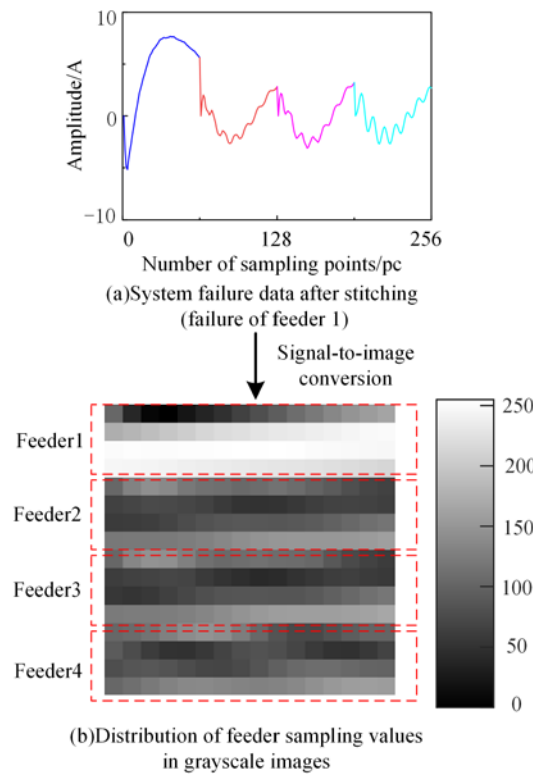 10
0
−10
Amplitude/A
0
128
256
Number of sampling points/pc
(a)System failure data after stitching
(failure of feeder 1)
Signal-to-image
conversion
Feeder1
Feeder2
Feeder3
Feeder4
250
200
150
100
50
0
(b)Distribution of feeder sampling values
in grayscale images